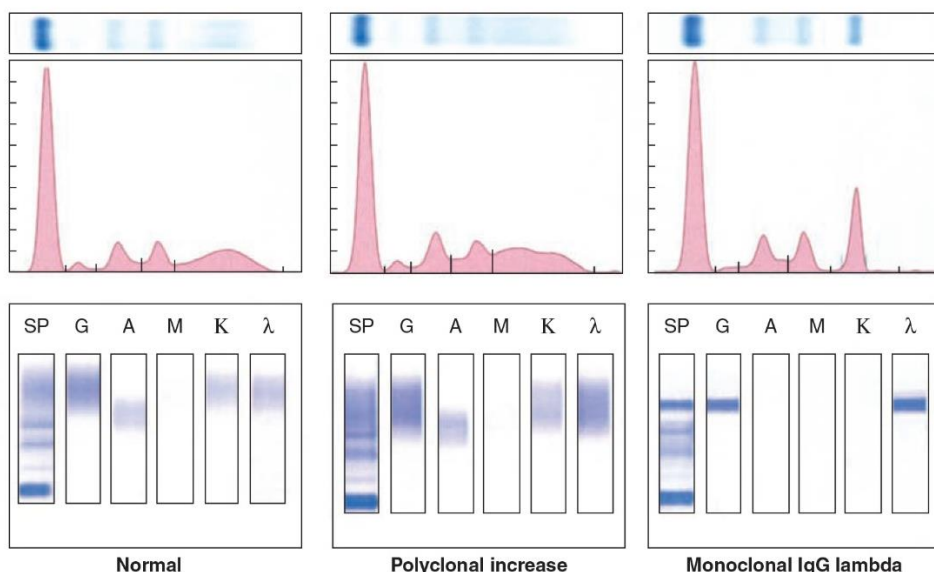 SP G A M K λ
SP G A M K λ
SP G A M K λ
Normal
Polyclonal increase
Monoclonal IgG lambda